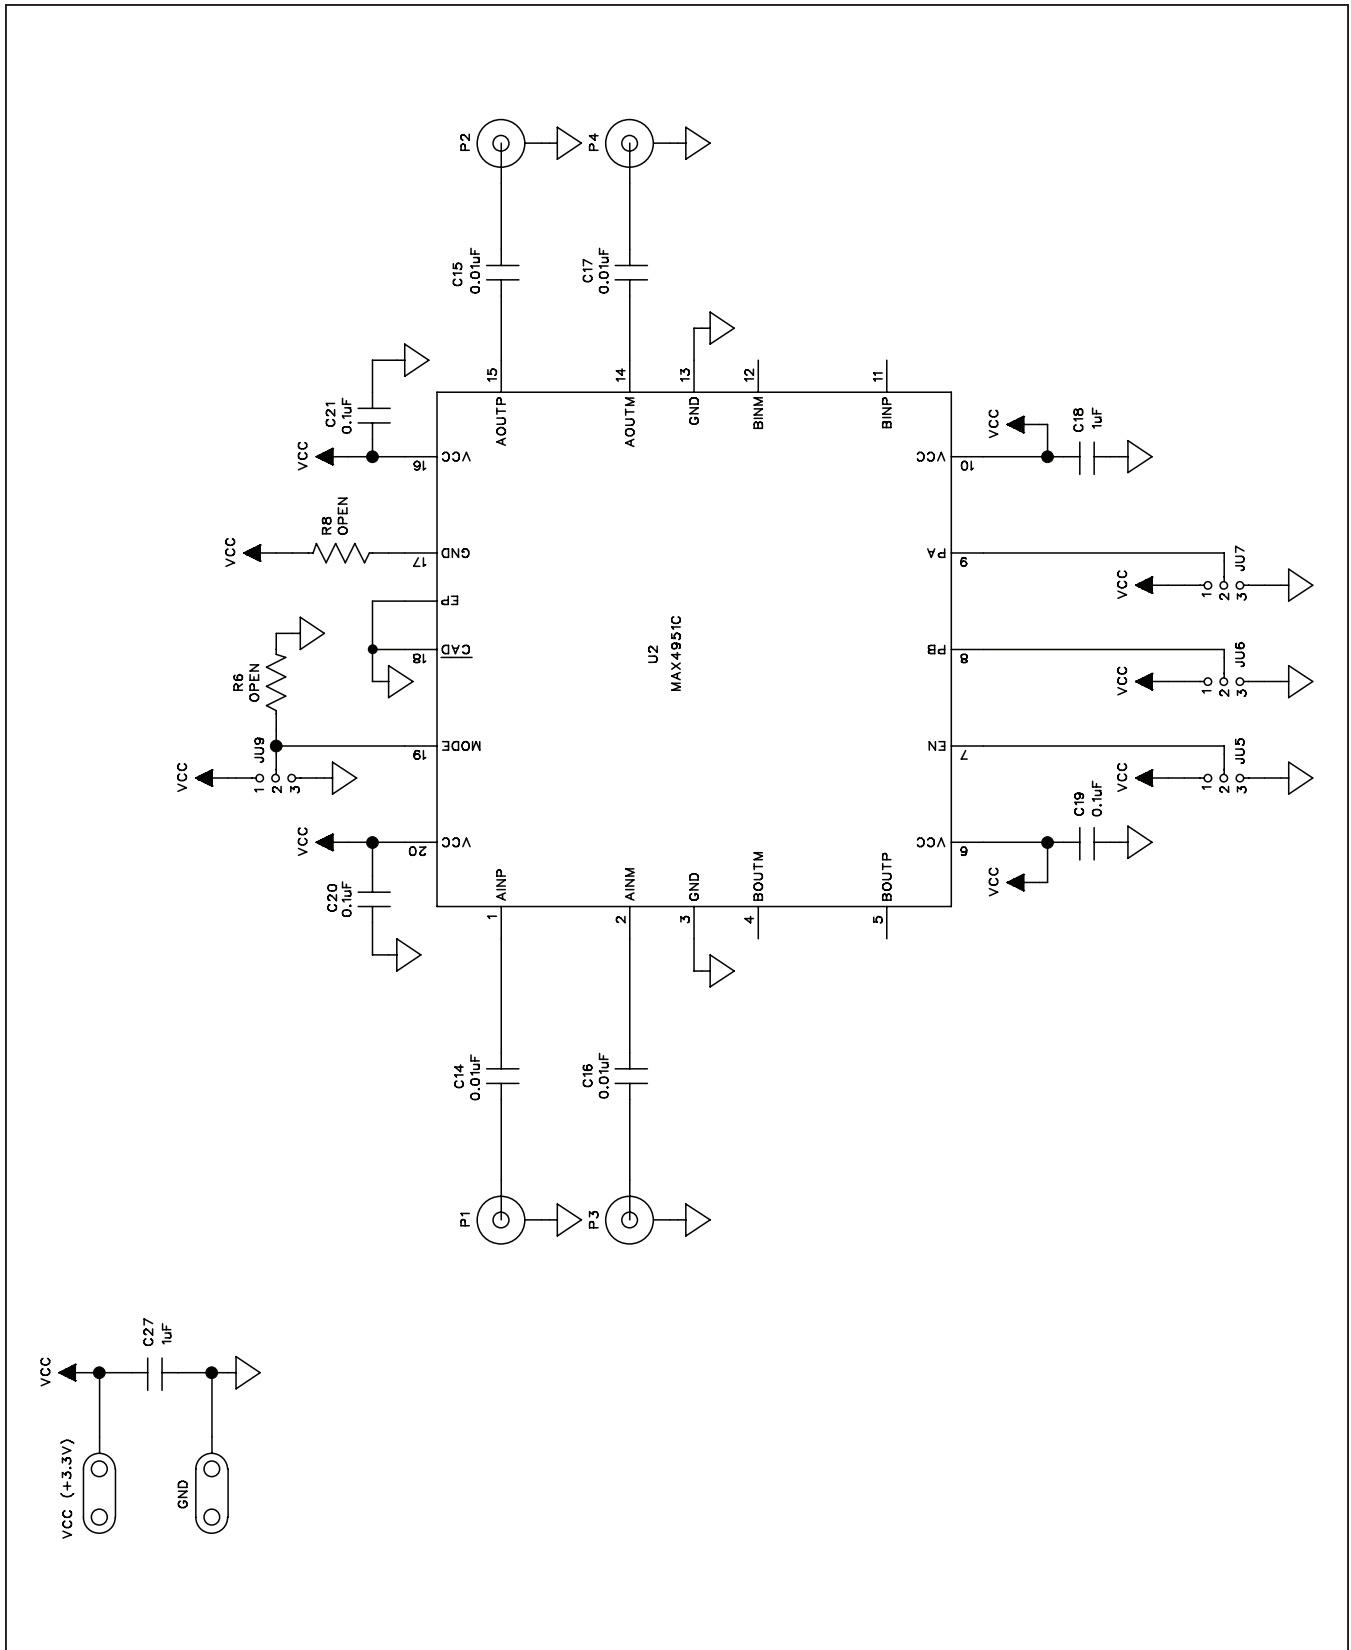 P2
P4
C15
0.01uF
C17
0.01uF
C21
0.1uF
VCC
15
14
13
12
11
AOUTP
AOUTM
GND
BINM
BINP
16
VCC
VCC
R8
OPEN
17
GND
EP
18
CAD
R6
OPEN
VCC
JU9
1
2
3
19
MODE
VCC
20
VCC
C20
0.1uF
U2
MAX4951C
VCC
10
VCC
C18
1uF
PA
9
VCC
JU7
1
2
3
PB
8
VCC
JU6
1
2
3
EN
7
VCC
JU5
1
2
3
VCC
6
VCC
C19
0.1uF
AINP
AINM
GND
BOUTM
BOUTP
1
2
3
4
5
C14
0.01uF
C16
0.01uF
P1
P3
VCC
C27
1uF
VCC (+3.3V)
GND